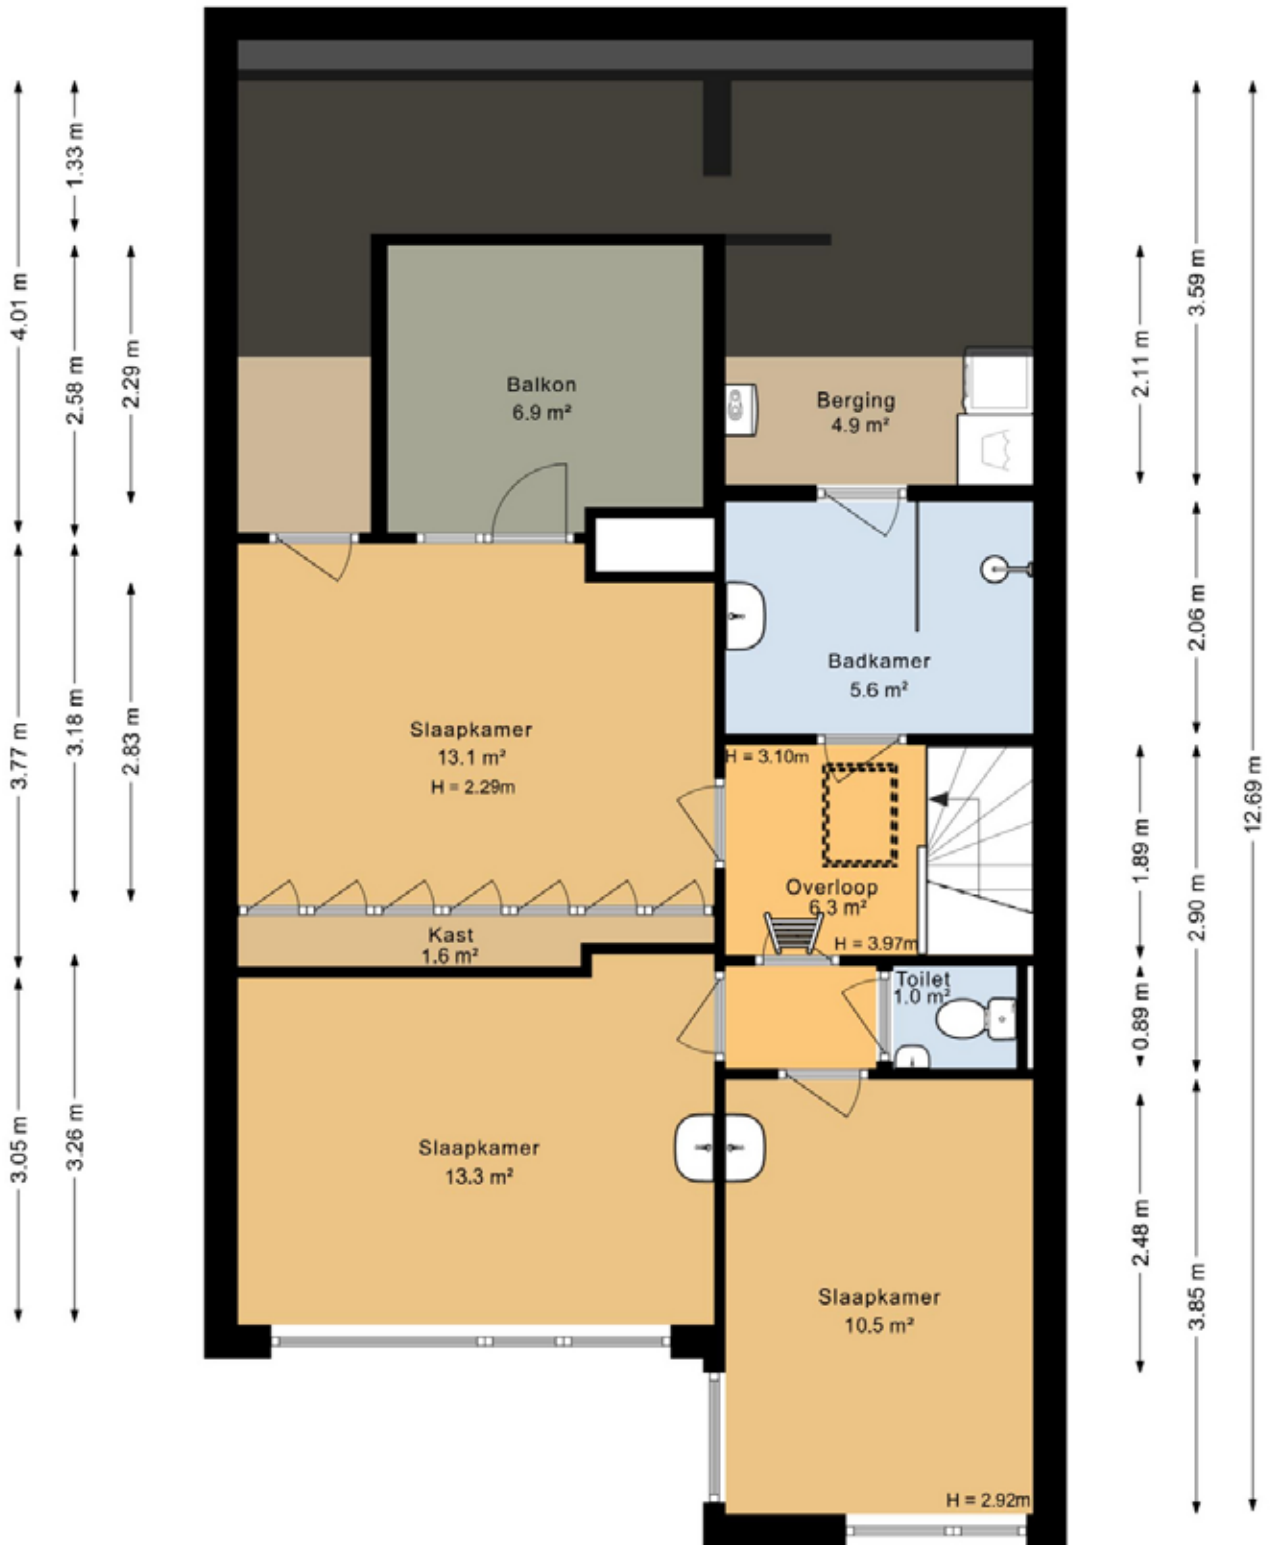 4.01 m
1.33 m
2.58 m
2.29 m
3.77 m
3.18 m
2.83 m
3.05 m
3.26 m
Balkon
6.9 m²
Berging
4.9 m²
Badkamer
5.6 m²
Slaapkamer
13.1 m²
H = 2.29m
H = 3.10m
Overloop
6.3 m²
H = 3.97m
Kast
1.6 m²
Toilet
1.0 m²
Slaapkamer
13.3 m²
Slaapkamer
10.5 m²
H = 2.92m
2.11 m
3.59 m
2.06 m
1.89 m
2.90 m
0.89 m
2.48 m
3.85 m
12.69 m